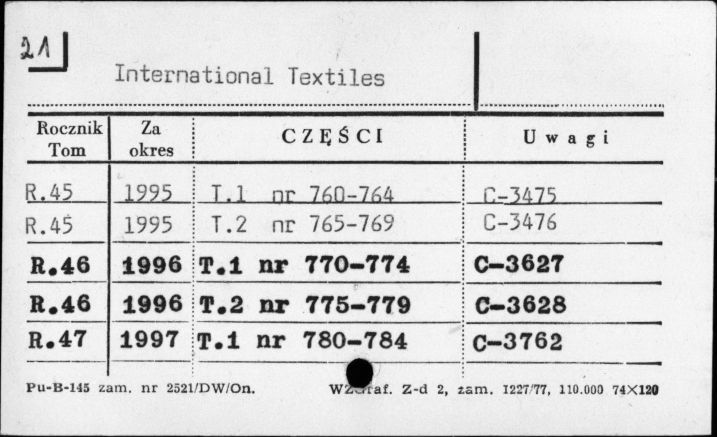 21
International Textiles
Rocznik Tom Za okres CZĘŚCI Uwagi
R.45 1995 T.1 nr 760-764 C-3475
R.45 1995 T.2 nr 765-769 C-3476
R.46 1996 T.1 nr 770-774 C-3627
R.46 1996 T.2 nr 775-779 C-3628
R.47 1997 T.1 nr 780-784 C-3762
Pu-B-145 zam. nr 2521/DW/On. WZGraf. Z-d 2, zam. 1227/77, 110.000 74X120